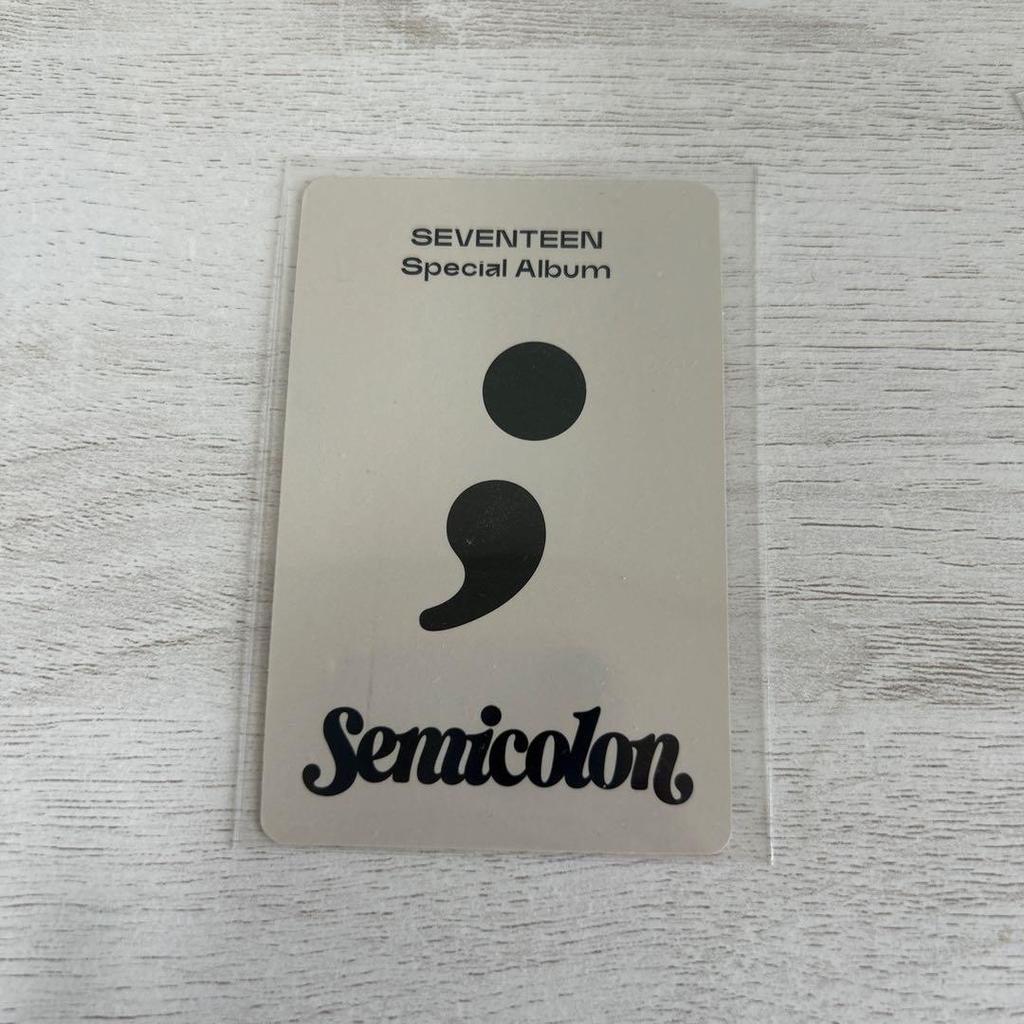 SEVENTEEN
Special Album
;
Semicolon